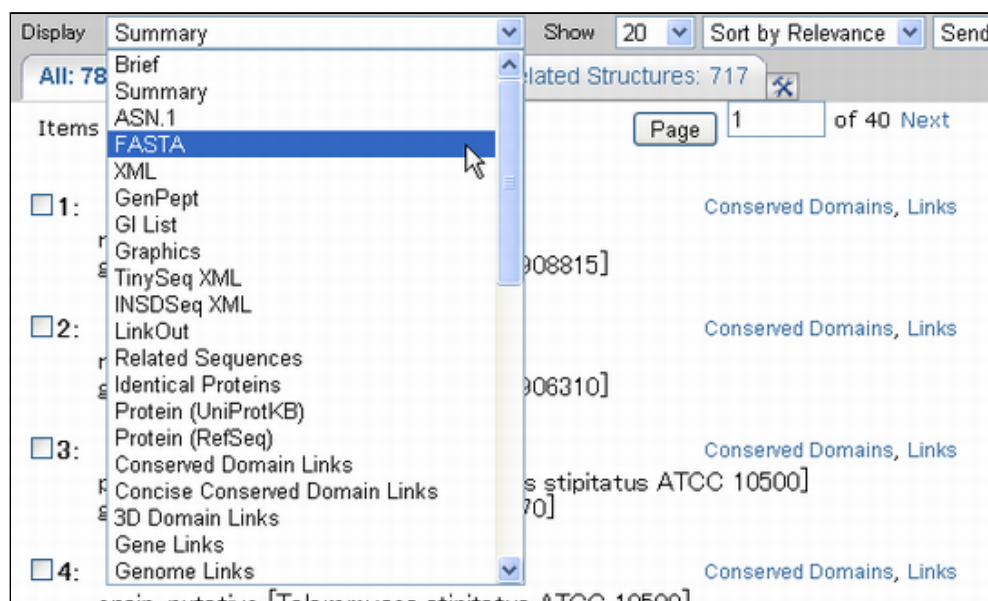 Display Summary Show 20 Sort by Relevance Send
All: 78 elated Structures: 717
Brief
Summary
Items ASN.1 Page 1 of 40 Next
FASTA
XML
1: GenPept Conserved Domains, Links
GI List
Graphics
908815]
TinySeq XML
INSDSeq XML
2: LinkOut Conserved Domains, Links
Related Sequences
Identical Proteins 906310]
Protein (UniProtKB)
3: Protein (RefSeq) Conserved Domains, Links
Conserved Domain Links
s stipitatus ATCC 10500]
Concise Conserved Domain Links
3D Domain Links 70]
Gene Links
4: Genome Links Conserved Domains, Links